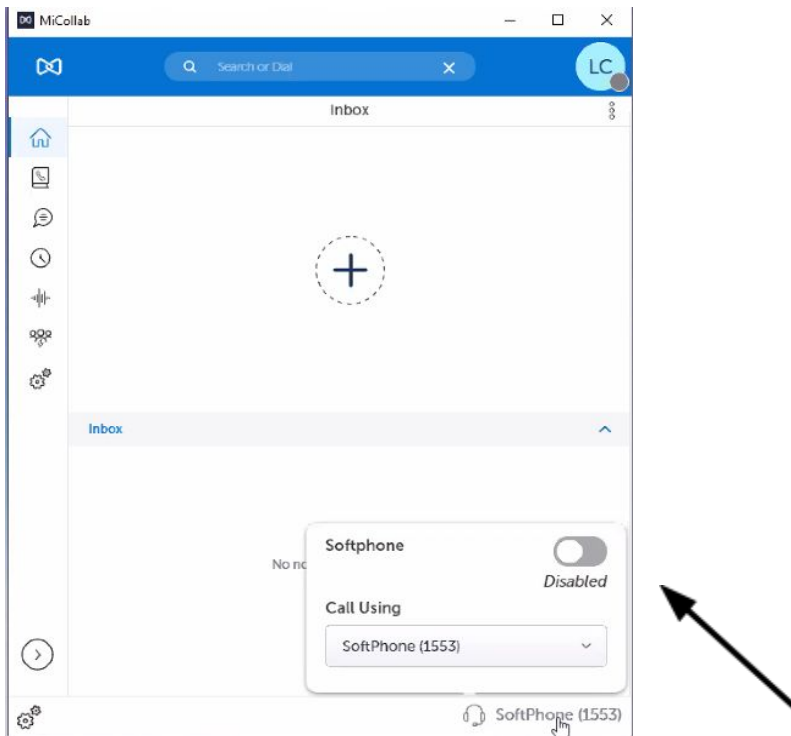 MiCollab
Search or Dial
LC
Inbox
Inbox
No no
Softphone
Disabled
Call Using
SoftPhone (1553)
SoftPhone (1553)